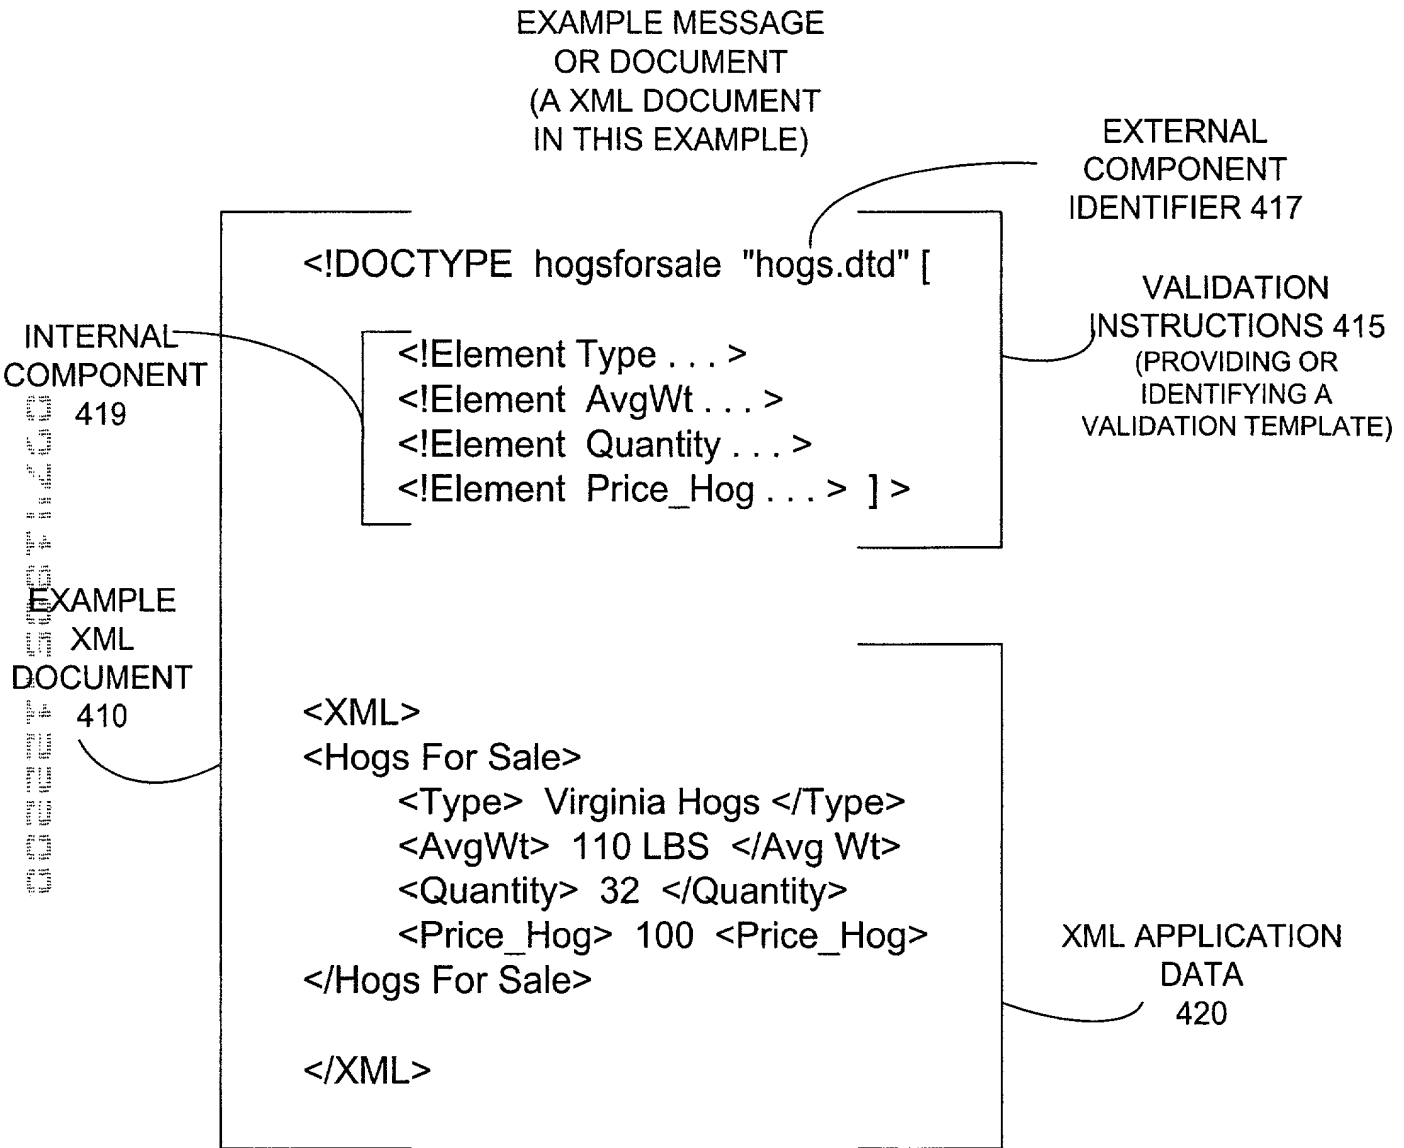 EXAMPLE MESSAGE
OR DOCUMENT
(A XML DOCUMENT
IN THIS EXAMPLE)
EXTERNAL
COMPONENT
IDENTIFIER 417
<!DOCTYPE hogsforsale "hogs.dtd" [
VALIDATION
INSTRUCTIONS 415
(PROVIDING OR
IDENTIFYING A
VALIDATION TEMPLATE)
INTERNAL
COMPONENT
419
<!Element Type . . . >
<!Element AvgWt . . . >
<!Element Quantity . . . >
<!Element Price_Hog . . . > ] >
EXAMPLE
XML
DOCUMENT
410
<XML>
<Hogs For Sale>
<Type> Virginia Hogs </Type>
<AvgWt> 110 LBS </Avg Wt>
<Quantity> 32 </Quantity>
<Price_Hog> 100 <Price_Hog>
</Hogs For Sale>
</XML>
XML APPLICATION
DATA
420